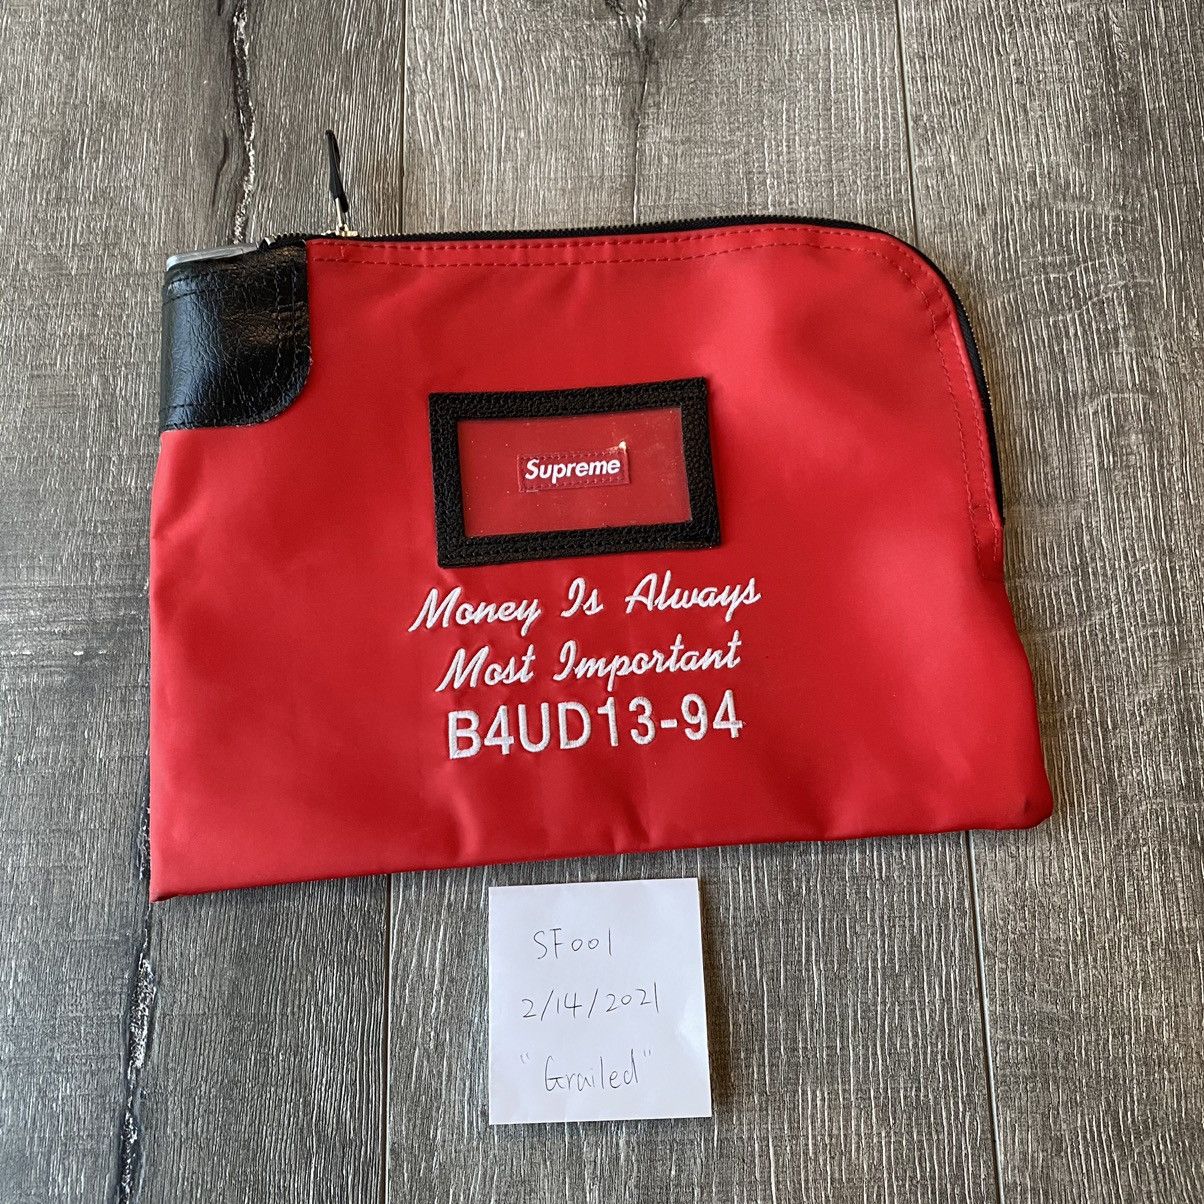 Supreme
Money Is Always
Most Important
B4UD13-94
SF001
2/14/2021
"Grailed"